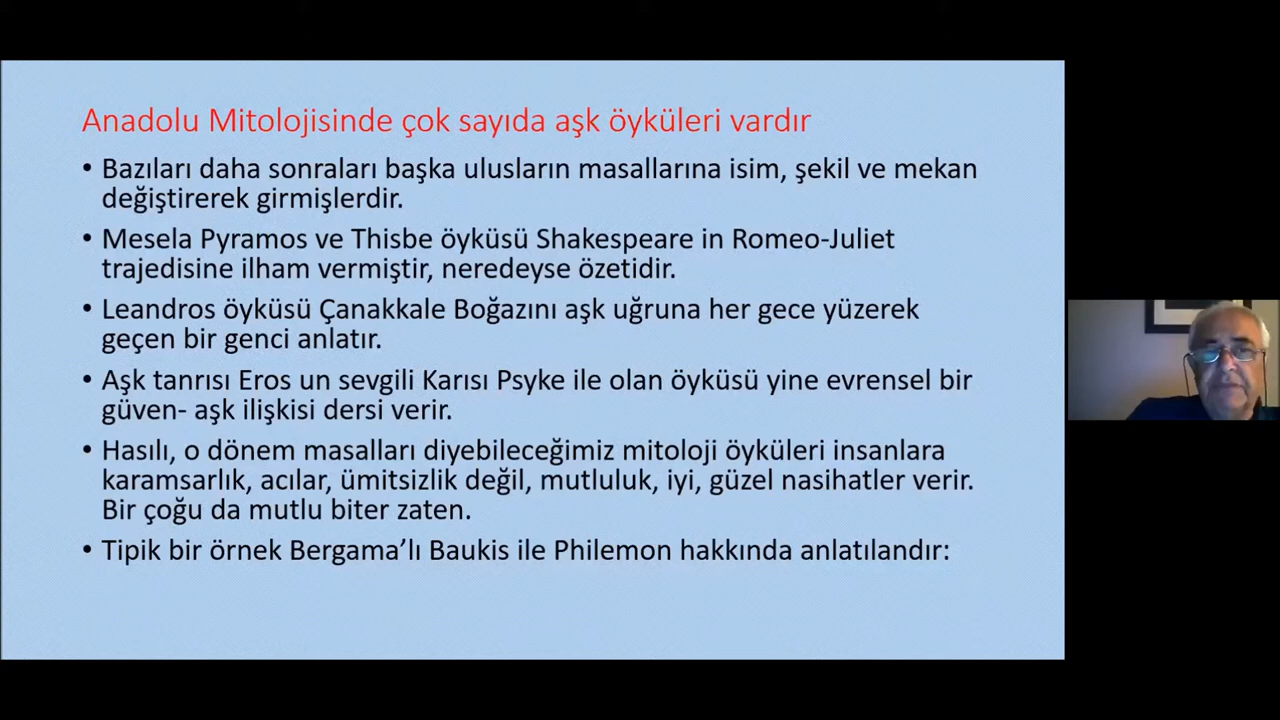 Anadolu Mitolojisinde çok sayıda aşk öyküleri vardır
• Bazıları daha sonraları başka ulusların masallarına isim, şekil ve mekan
değiştirerek girmişlerdir.
• Mesela Pyramos ve Thisbe öyküsü Shakespeare in Romeo-Juliet
trajedisine ilham vermiştir, neredeyse özetidir.
• Leandros öyküsü Çanakkale Boğazını aşk uğruna her gece yüzerek
geçen bir genci anlatır.
• Aşk tanrısı Eros un sevgili Karısı Psyke ile olan öyküsü yine evrensel bir
güven- aşk ilişkisi dersi verir.
• Hasılı, o dönem masalları diyebileceğimiz mitoloji öyküleri insanlara
karamsarlık, acılar, ümitsizlik değil, mutluluk, iyi, güzel nasihatler verir.
Bir çoğu da mutlu biter zaten.
• Tipik bir örnek Bergama’lı Baukis ile Philemon hakkında anlatılandır: